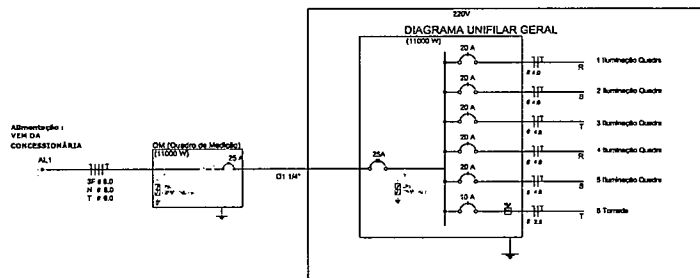 220V
DIAGRAMA UNIFILAR GERAL
(11000 W)
20 A
R
1 Iluminação Quadra
20 A
S
2 Iluminação Quadra
20 A
T
3 Iluminação Quadra
20 A
R
4 Iluminação Quadra
20 A
S
5 Iluminação Quadra
10 A
T
6 Tomada
25A
Alimentação :
VEM DA
CONCESSIONÁRIA
AL1
T
3F # 6.0
N # 6.0
T # 6.0
QM (Quadro de Medição)
(11000 W)
25 A
Ø1 1/4"